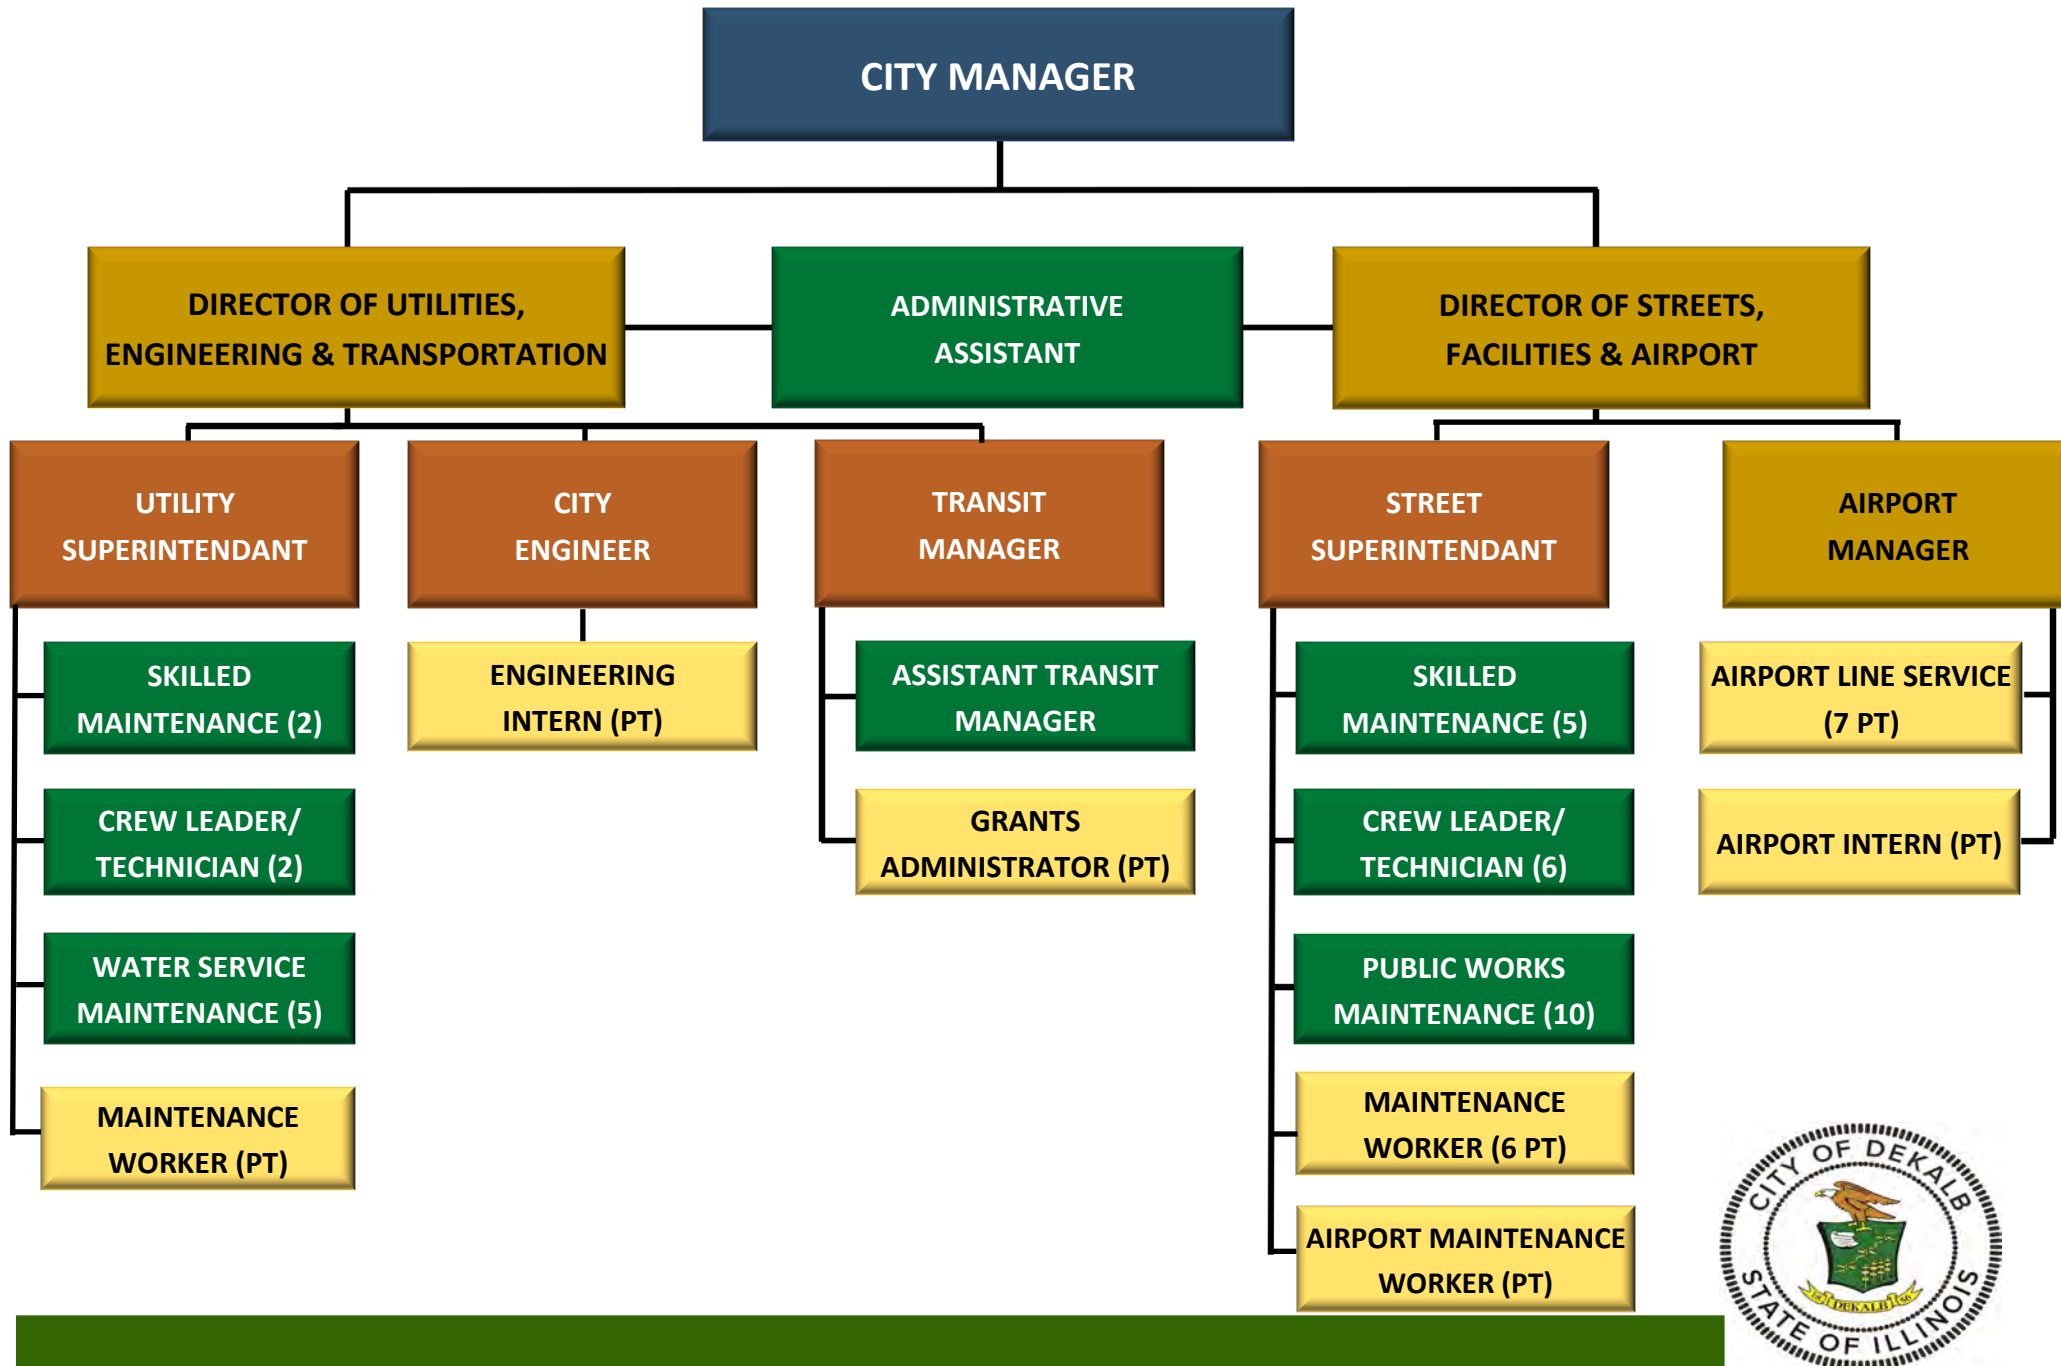 CITY MANAGER
DIRECTOR OF UTILITIES,
ENGINEERING & TRANSPORTATION
ADMINISTRATIVE
ASSISTANT
DIRECTOR OF STREETS,
FACILITIES & AIRPORT
UTILITY
SUPERINTENDANT
CITY
ENGINEER
TRANSIT
MANAGER
STREET
SUPERINTENDANT
AIRPORT
MANAGER
SKILLED
MAINTENANCE (2)
CREW LEADER/
TECHNICIAN (2)
WATER SERVICE
MAINTENANCE (5)
MAINTENANCE
WORKER (PT)
ENGINEERING
INTERN (PT)
ASSISTANT TRANSIT
MANAGER
GRANTS
ADMINISTRATOR (PT)
SKILLED
MAINTENANCE (5)
CREW LEADER/
TECHNICIAN (6)
PUBLIC WORKS
MAINTENANCE (10)
MAINTENANCE
WORKER (6 PT)
AIRPORT MAINTENANCE
WORKER (PT)
AIRPORT LINE SERVICE
(7 PT)
AIRPORT INTERN (PT)
CITY OF DEKALB
DEKALB
STATE OF ILLINOIS